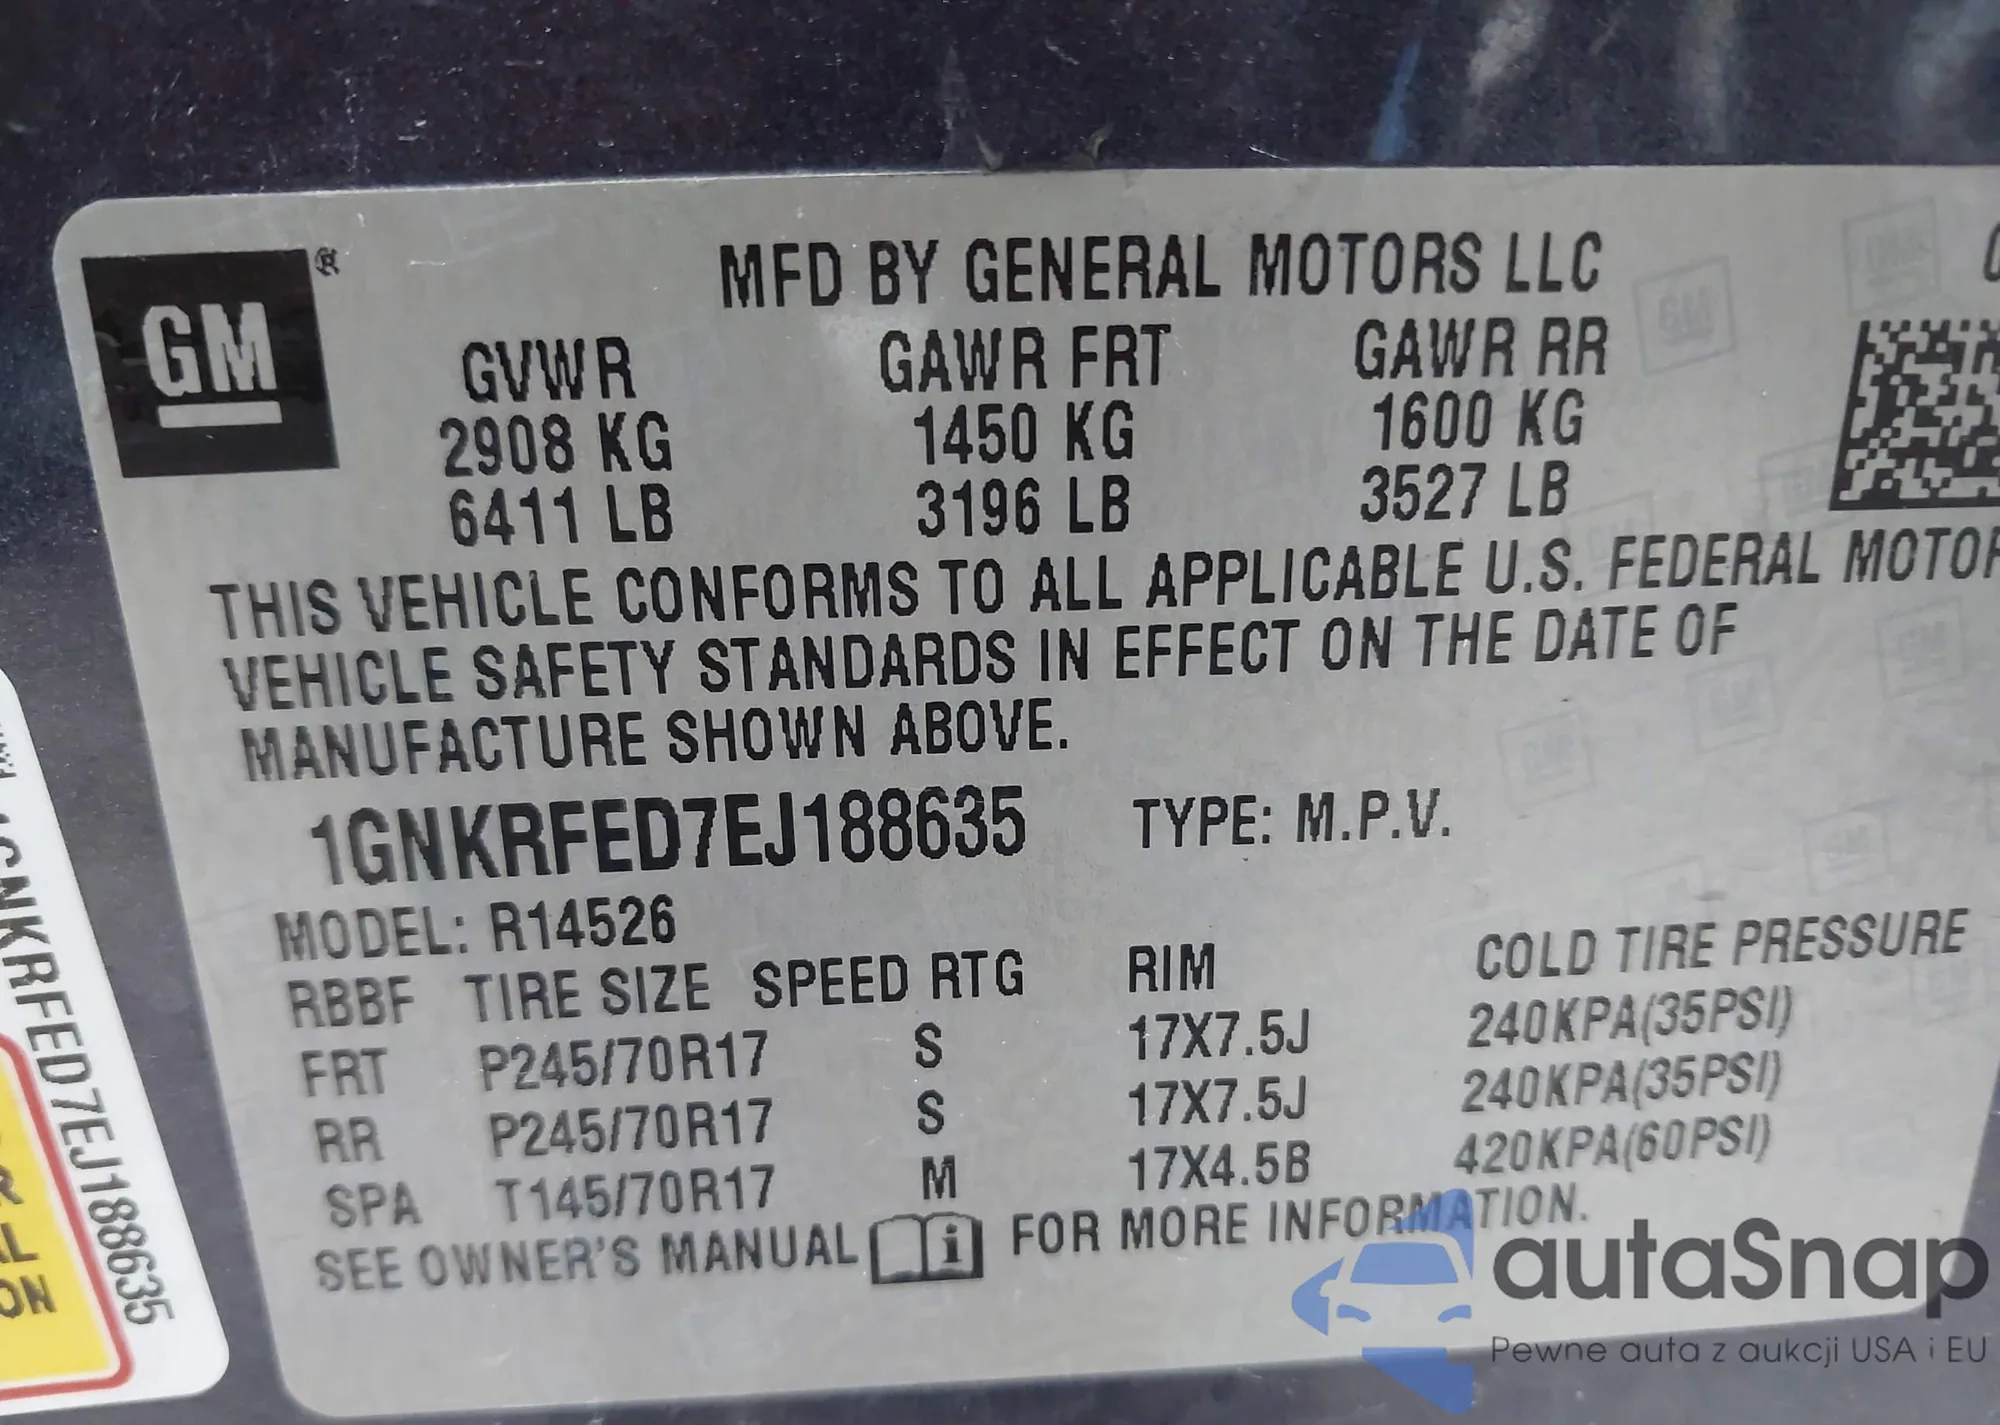 GM ®
MFD BY GENERAL MOTORS LLC
GVWR GAWR FRT GAWR RR
2908 KG 1450 KG 1600 KG
6411 LB 3196 LB 3527 LB
THIS VEHICLE CONFORMS TO ALL APPLICABLE U.S. FEDERAL MOTOR
VEHICLE SAFETY STANDARDS IN EFFECT ON THE DATE OF
MANUFACTURE SHOWN ABOVE.
1GNKRFED7EJ188635 TYPE: M.P.V.
MODEL: R14526
RBBF TIRE SIZE SPEED RTG RIM COLD TIRE PRESSURE
FRT P245/70R17 S 17X7.5J 240KPA(35PSI)
RR P245/70R17 S 17X7.5J 240KPA(35PSI)
SPA T145/70R17 M 17X4.5B 420KPA(60PSI)
SEE OWNER'S MANUAL i FOR MORE INFORMATION.
1GNKRFED7EJ188635
AL
ON
autaSnap
Pewne auta z aukcji USA i EU